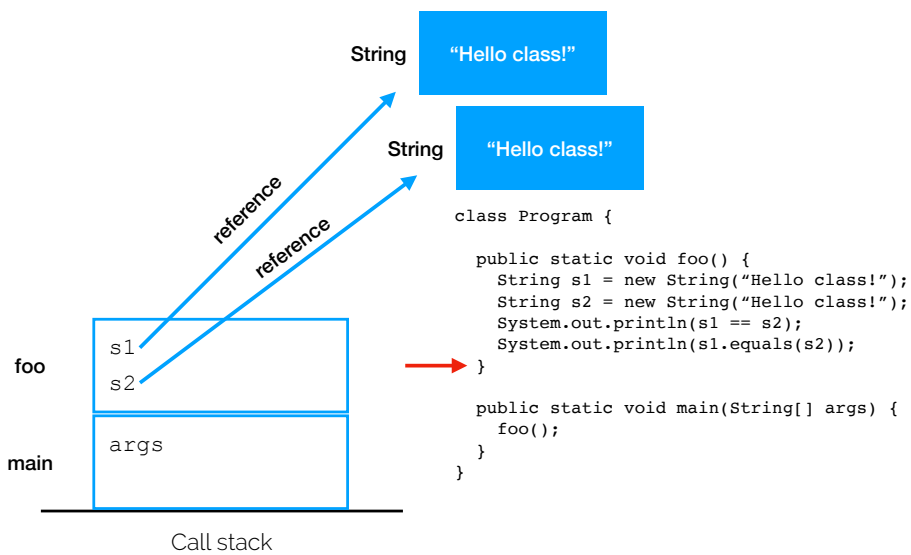 String “Hello class!”
String “Hello class!”
reference
reference
class Program {
public static void foo() {
String s1 = new String(“Hello class!”);
String s2 = new String(“Hello class!”);
System.out.println(s1 == s2);
System.out.println(s1.equals(s2));
}
public static void main(String[] args) {
foo();
}
}
foo
s1
s2
main
args
Call stack